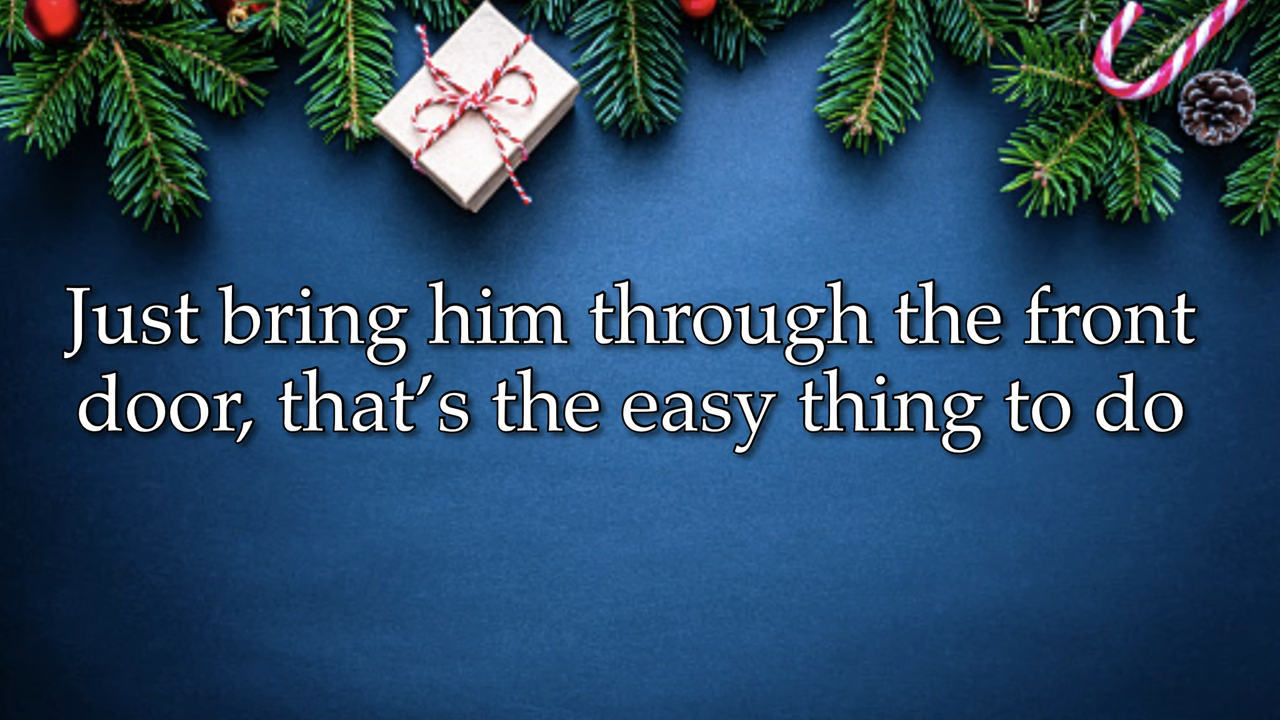 Just bring him through the front
door, that’s the easy thing to do